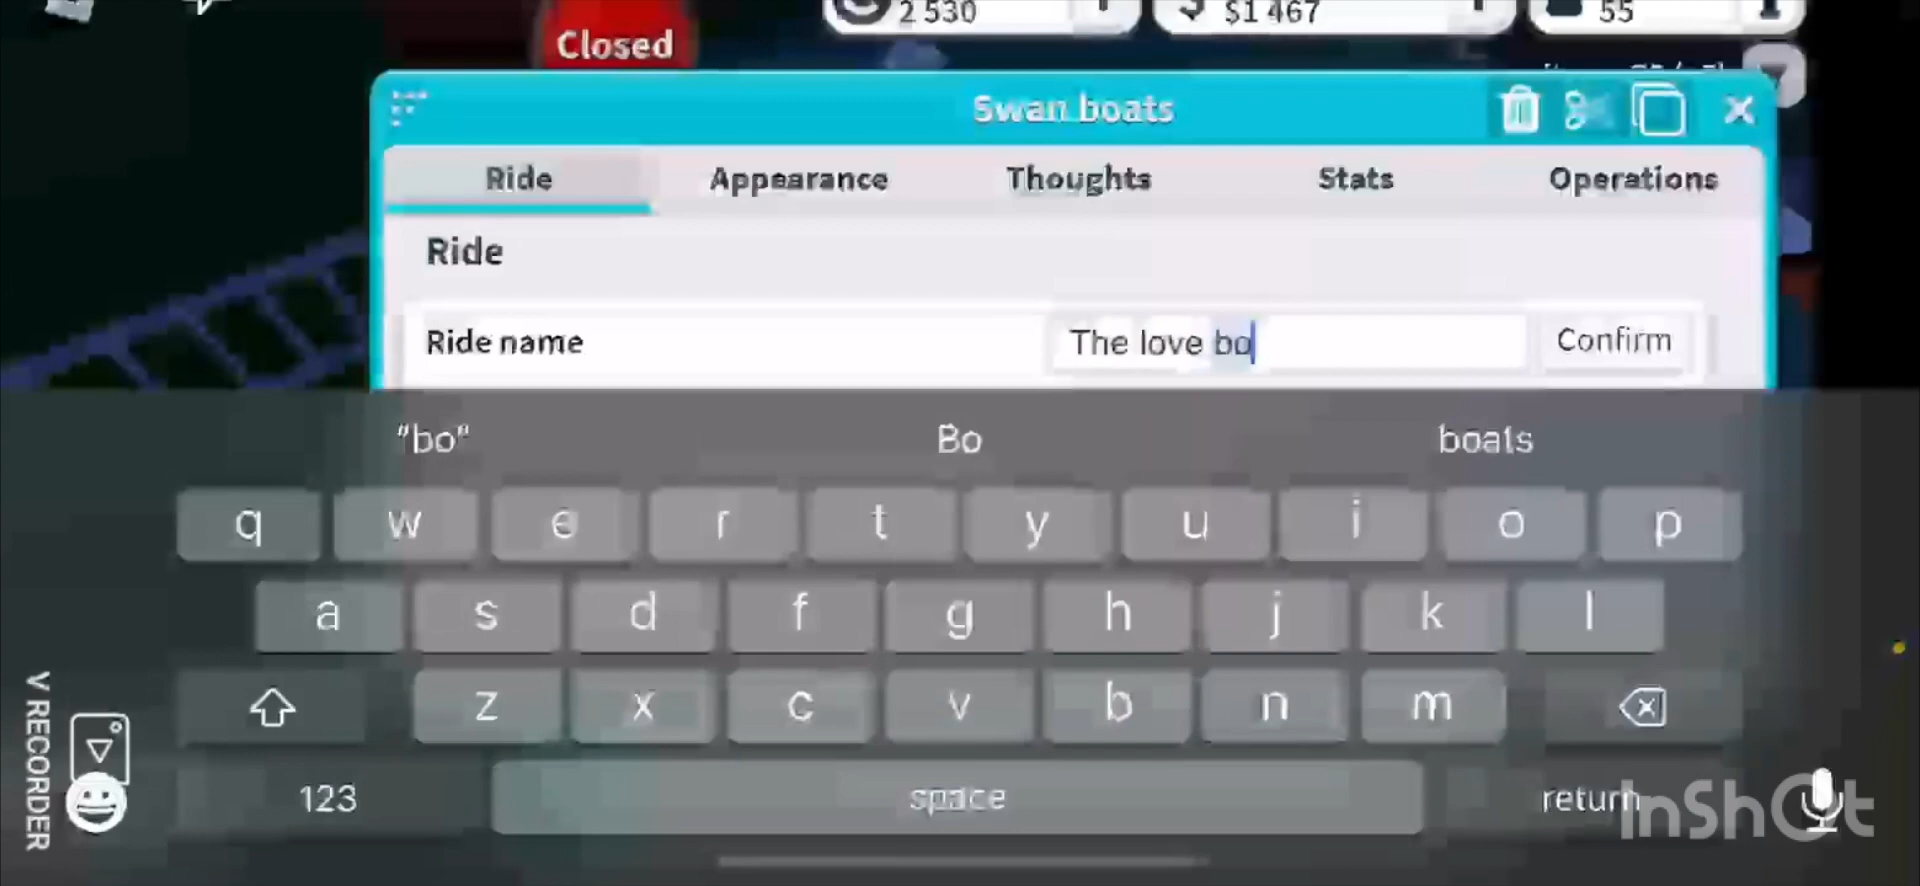 2 530 $1 467 55
Closed
Swan boats
Ride Appearance Thoughts Stats Operations
Ride
Ride name The love bo Confirm
"bo" Bo boats
q w e r t y u i o p
a s d f g h j k l
z x c v b n m
123 space return
V RECORDER
InShOt